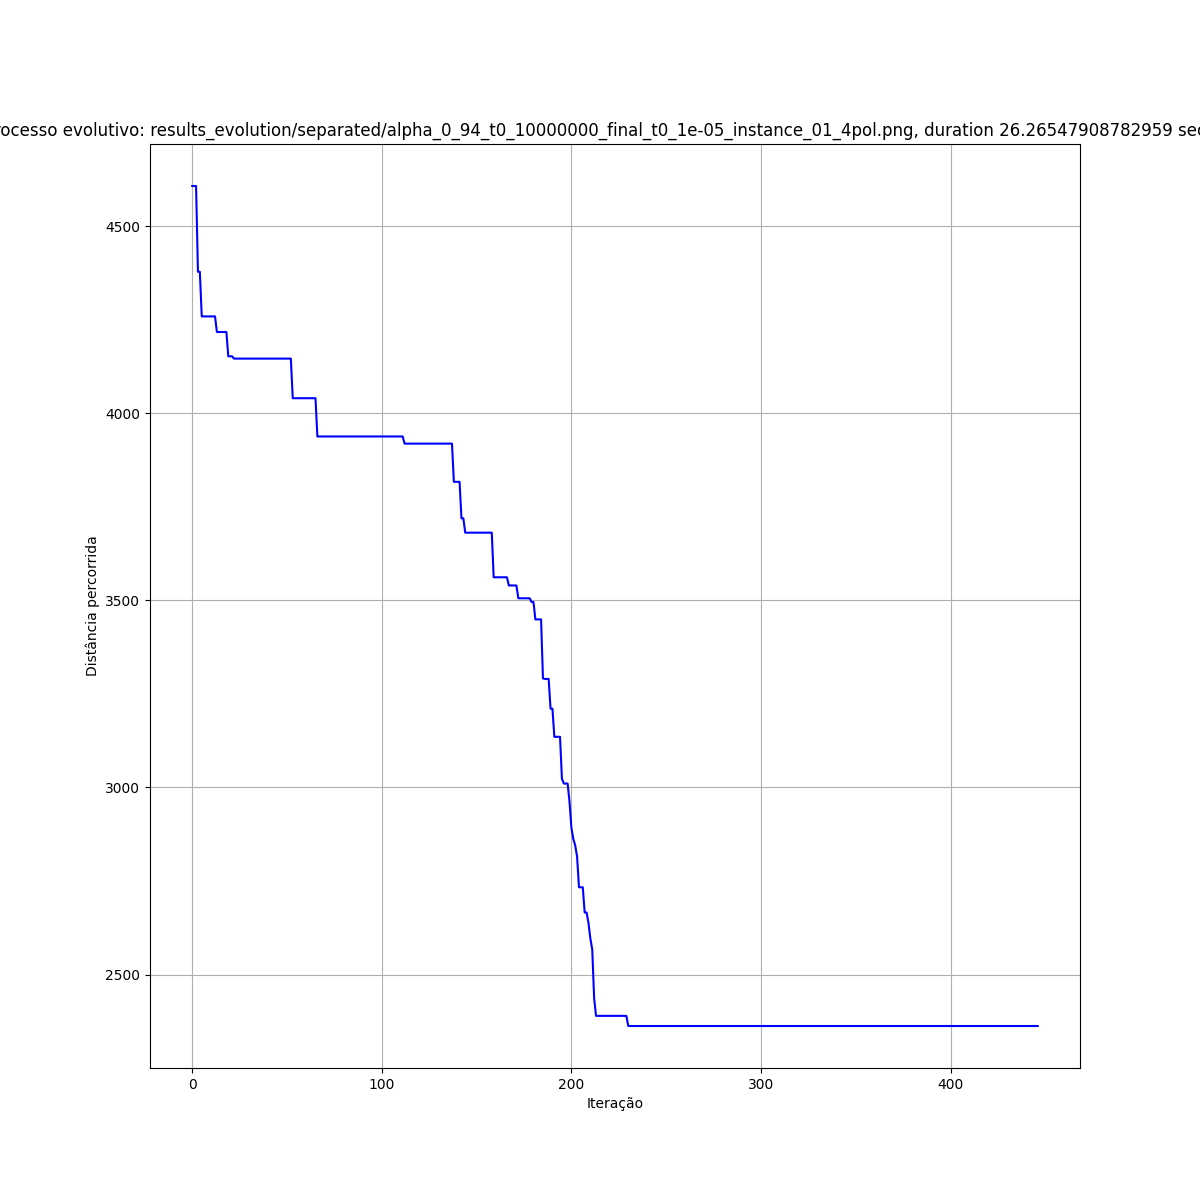 ocesso evolutivo: results_evolution/separated/alpha_0_94_t0_10000000_final_t0_1e-05_instance_01_4pol.png, duration 26.26547908782959 sec
4500
4000
3500
3000
2500
Distância percorrida
0 100 200 300 400
Iteração